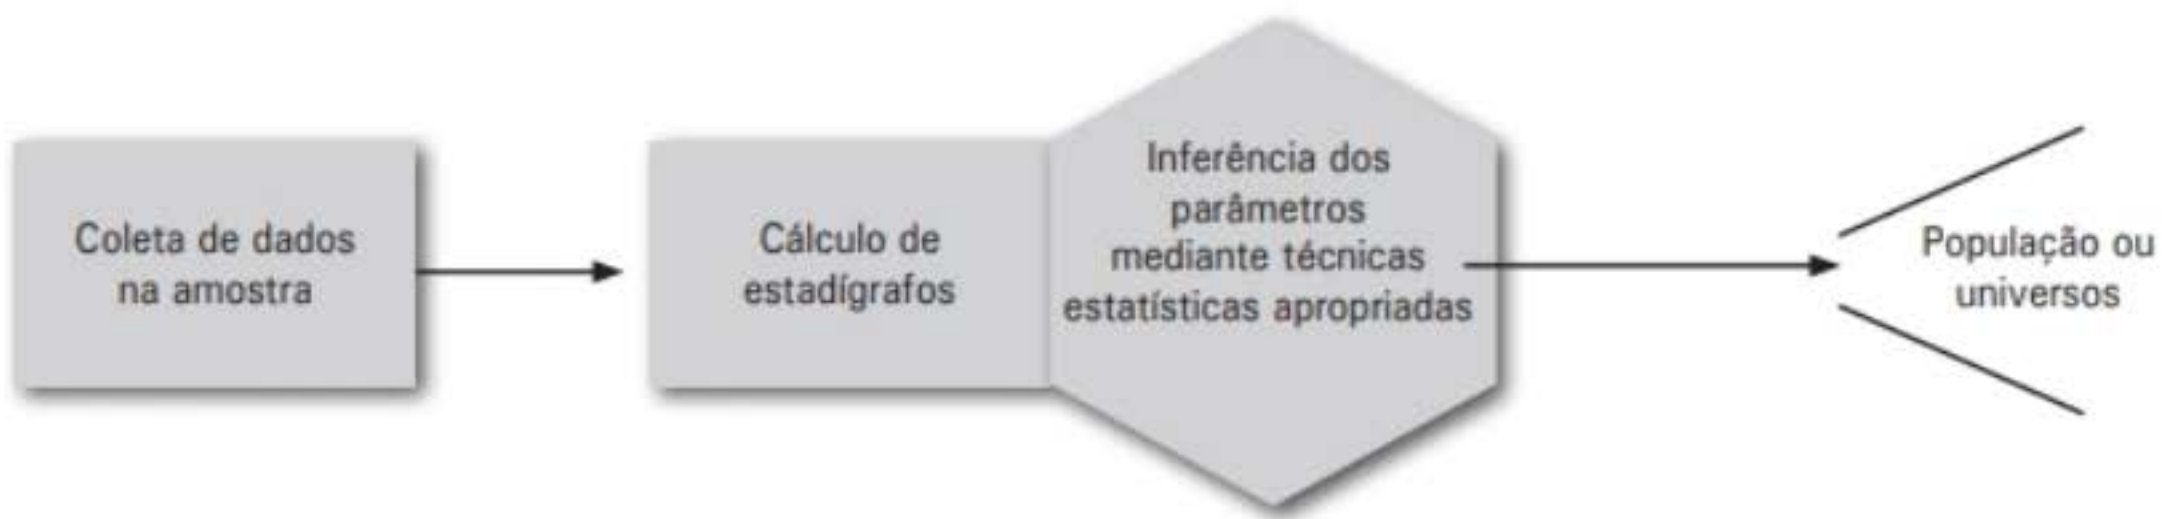 Coleta de dados
na amostra
Cálculo de
estadígrafos
Inferência dos
parâmetros
mediante técnicas
estatísticas apropriadas
População ou
universos